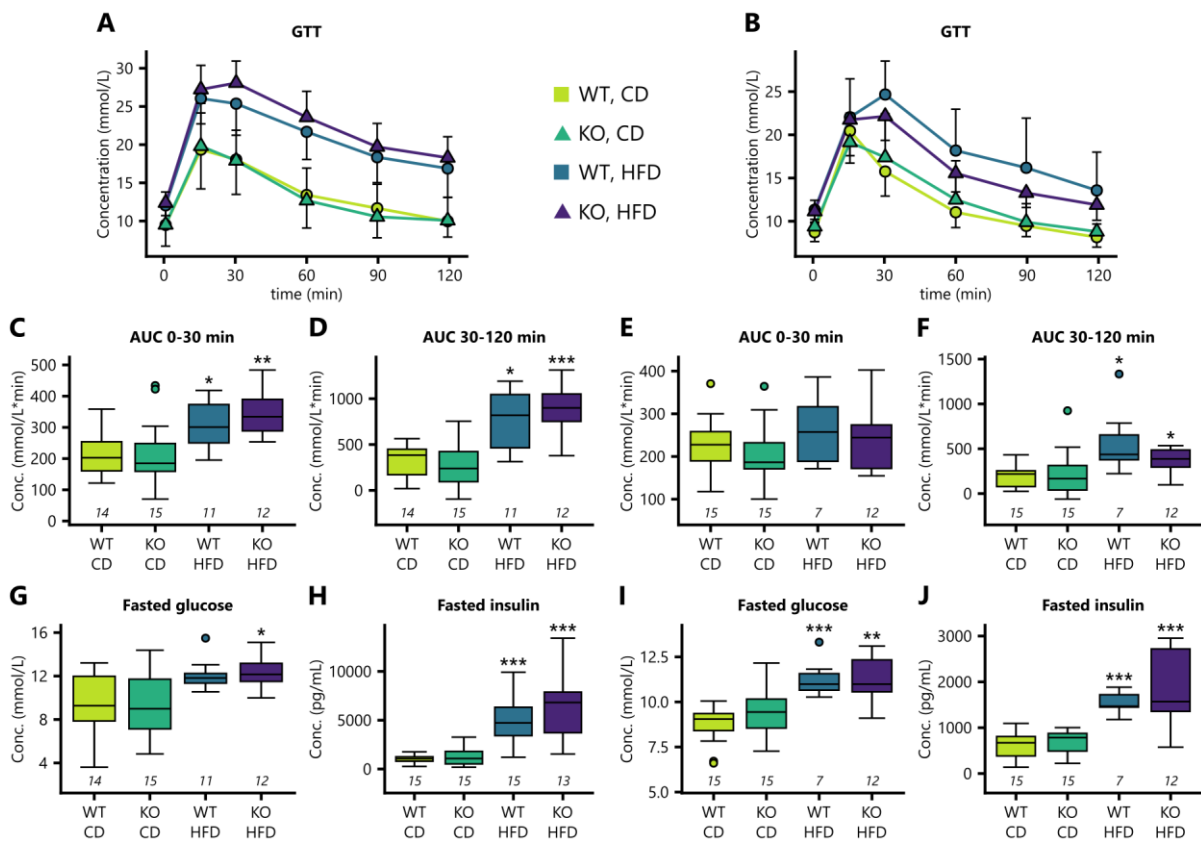 A
GTT
Concentration (mmol/L)
30
25
20
15
10
0
30
60
90
120
time (min)
WT, CD
KO, CD
WT, HFD
KO, HFD
B
GTT
Concentration (mmol/L)
25
20
15
10
0
30
60
90
120
time (min)
C
AUC 0-30 min
Conc. (mmol/L*min)
500
400
300
200
100
0
*
**
14
15
11
12
WT
KO
WT
KO
CD
CD
HFD
HFD
D
AUC 30-120 min
Conc. (mmol/L*min)
1000
500
0
*
***
14
15
11
12
WT
KO
WT
KO
CD
CD
HFD
HFD
E
AUC 0-30 min
Conc. (mmol/L*min)
400
300
200
100
15
15
7
12
WT
KO
WT
KO
CD
CD
HFD
HFD
F
AUC 30-120 min
Conc. (mmol/L*min)
1500
1000
500
0
*
*
15
15
7
12
WT
KO
WT
KO
CD
CD
HFD
HFD
G
Fasted glucose
Conc. (mmol/L)
16
12
8
4
*
14
15
11
12
WT
KO
WT
KO
CD
CD
HFD
HFD
H
Fasted insulin
Conc. (pg/mL)
10000
5000
0
***
***
15
15
15
13
WT
KO
WT
KO
CD
CD
HFD
HFD
I
Fasted glucose
Conc. (mmol/L)
12.5
10.0
7.5
5.0
***
**
15
15
7
12
WT
KO
WT
KO
CD
CD
HFD
HFD
J
Fasted insulin
Conc. (pg/mL)
3000
2000
1000
0
***
***
15
15
7
12
WT
KO
WT
KO
CD
CD
HFD
HFD